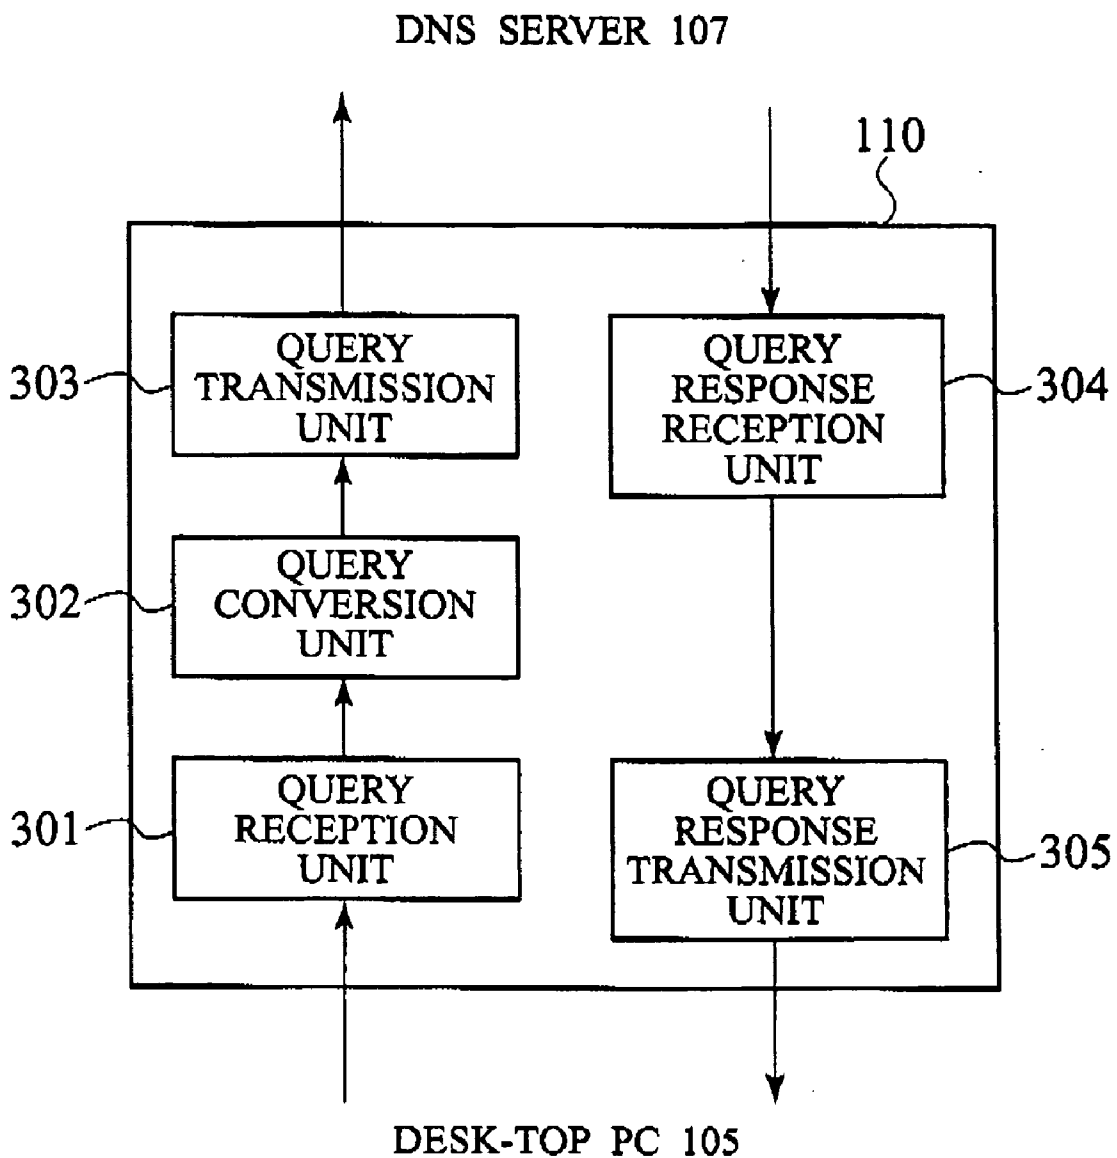 DNS SERVER 107
110
QUERY
TRANSMISSION
UNIT
303
QUERY
RESPONSE
RECEPTION
UNIT
304
QUERY
CONVERSION
UNIT
302
QUERY
RECEPTION
UNIT
301
QUERY
RESPONSE
TRANSMISSION
UNIT
305
DESK-TOP PC 105